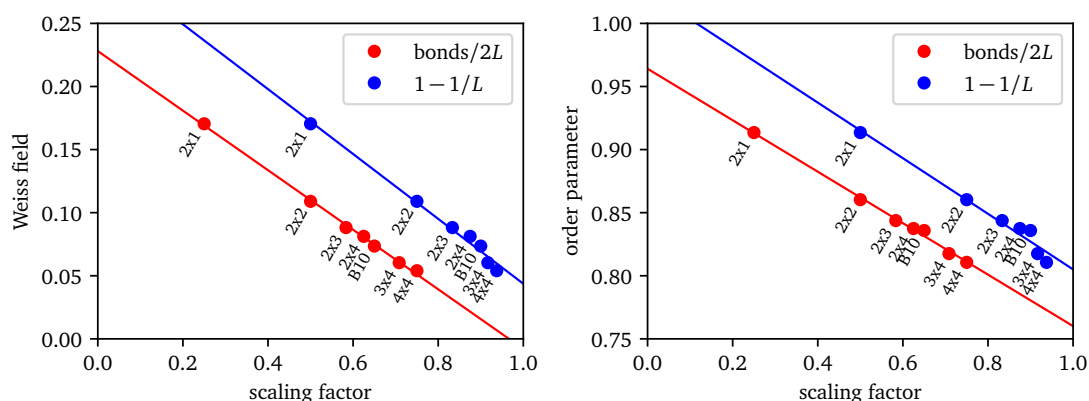 0.25
0.20
0.15
0.10
0.05
0.00
Weiss field
bonds/2L
1 − 1/L
2x1
2x1
2x2
2x2
2x3
2x4
B10
3x4
4x4
2x3
2x4
B10
3x4
4x4
0.0 0.2 0.4 0.6 0.8 1.0
scaling factor
1.00
0.95
0.90
0.85
0.80
0.75
order parameter
bonds/2L
1 − 1/L
2x1
2x1
2x2
2x2
2x3
2x4
B10
3x4
4x4
2x3
2x4
B10
3x4
4x4
0.0 0.2 0.4 0.6 0.8 1.0
scaling factor